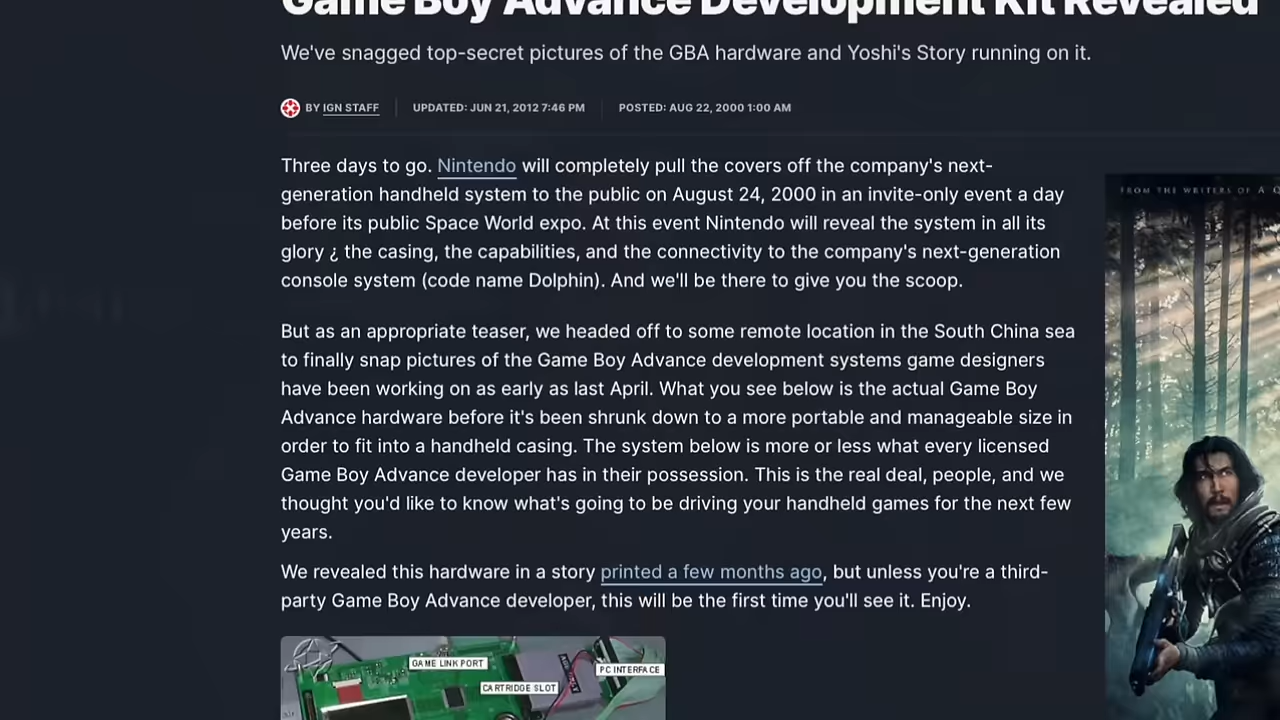 Game Boy Advance Development Kit Revealed
We've snagged top-secret pictures of the GBA hardware and Yoshi's Story running on it.
BY IGN STAFF UPDATED: JUN 21, 2012 7:46 PM POSTED: AUG 22, 2000 1:00 AM
Three days to go. Nintendo will completely pull the covers off the company's next-
generation handheld system to the public on August 24, 2000 in an invite-only event a day
before its public Space World expo. At this event Nintendo will reveal the system in all its
glory ¿ the casing, the capabilities, and the connectivity to the company's next-generation
console system (code name Dolphin). And we'll be there to give you the scoop.
But as an appropriate teaser, we headed off to some remote location in the South China sea
to finally snap pictures of the Game Boy Advance development systems game designers
have been working on as early as last April. What you see below is the actual Game Boy
Advance hardware before it's been shrunk down to a more portable and manageable size in
order to fit into a handheld casing. The system below is more or less what every licensed
Game Boy Advance developer has in their possession. This is the real deal, people, and we
thought you'd like to know what's going to be driving your handheld games for the next few
years.
We revealed this hardware in a story printed a few months ago, but unless you're a third-
party Game Boy Advance developer, this will be the first time you'll see it. Enjoy.
GAME LINK PORT
PC INTERFACE
CARTRIDGE SLOT
FROM THE WRITERS OF A